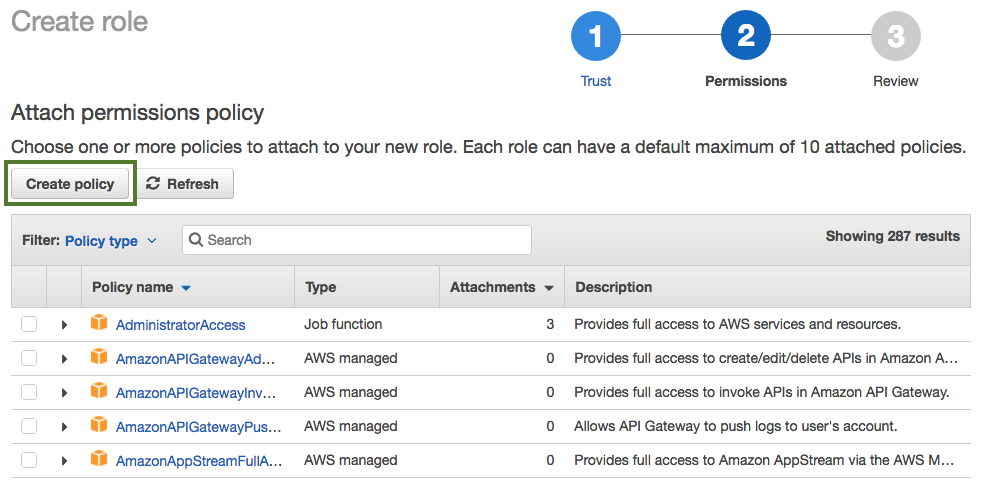 Create role
1 2 3
Trust Permissions Review
Attach permissions policy
Choose one or more policies to attach to your new role. Each role can have a default maximum of 10 attached policies.
Create policy Refresh
Filter: Policy type Search Showing 287 results
Policy name Type Attachments Description
AdministratorAccess Job function 3 Provides full access to AWS services and resources.
AmazonAPIGatewayAd... AWS managed 0 Provides full access to create/edit/delete APIs in Amazon A...
AmazonAPIGatewayInv... AWS managed 0 Provides full access to invoke APIs in Amazon API Gateway.
AmazonAPIGatewayPus... AWS managed 0 Allows API Gateway to push logs to user's account.
AmazonAppStreamFullA... AWS managed 0 Provides full access to Amazon AppStream via the AWS M...